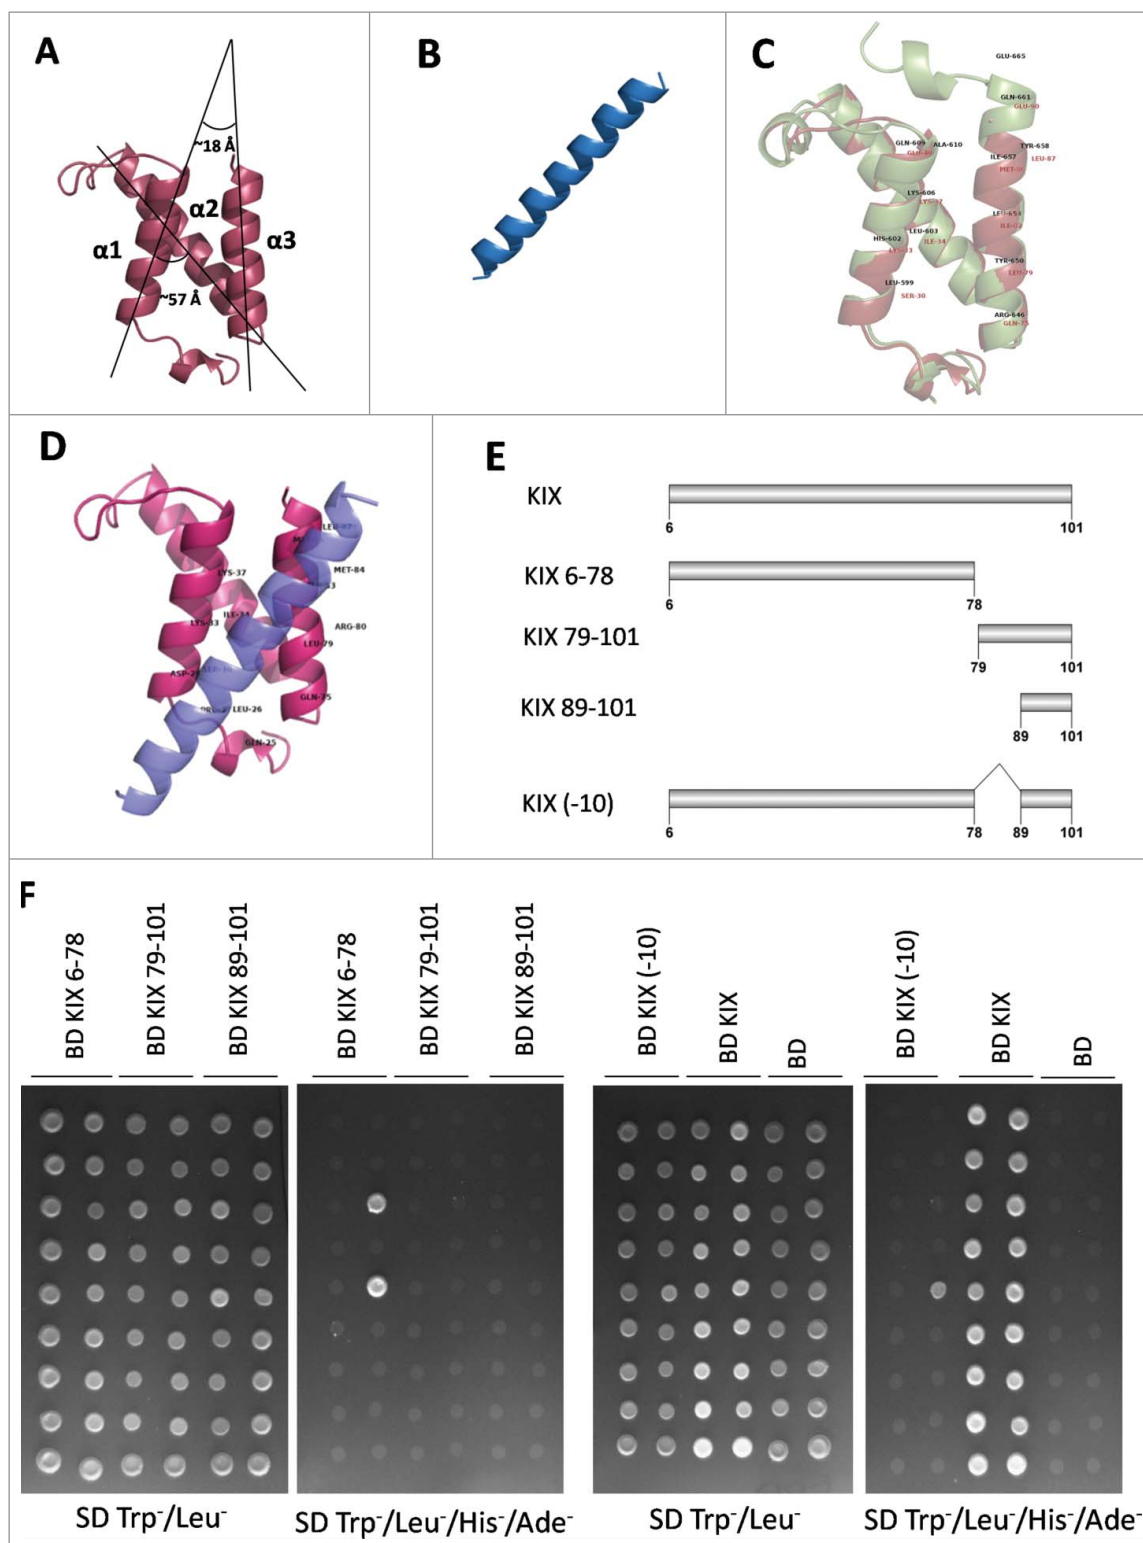 A
~18 Å
α1
α2
α3
~57 Å
B
C
GLU-665
GLN-661
GLU-90
GLN-609
ALA-610
TYR-658
ILE-657
LEU-87
LYS-606
HIS-602
LEU-603
ILE-34
TYR-650
LEU-79
LEU-599
SER-30
ARG-646
GLN-75
D
LYS-37
MET-84
LYS-33
ARG-80
LEU-79
GLN-75
LEU-26
GLN-25
E
KIX
6
101
KIX 6-78
6
78
KIX 79-101
79
101
KIX 89-101
89
101
KIX (-10)
6
78
89
101
F
BD KIX 6-78
BD KIX 79-101
BD KIX 89-101
BD KIX 6-78
BD KIX 79-101
BD KIX 89-101
BD KIX (-10)
BD KIX
BD
BD KIX (-10)
BD KIX
BD
SD Trp⁻/Leu⁻
SD Trp⁻/Leu⁻/His⁻/Ade⁻
SD Trp⁻/Leu⁻
SD Trp⁻/Leu⁻/His⁻/Ade⁻